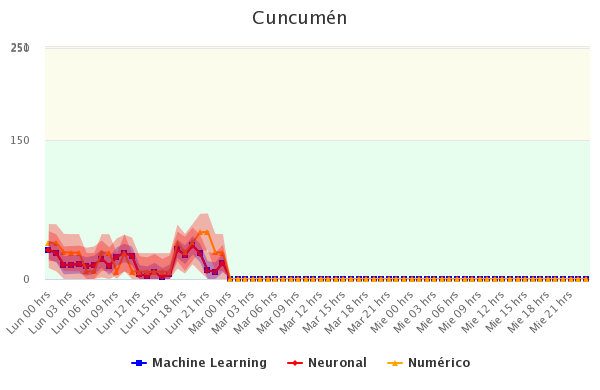 Cuncumén
251
250
150
0
Lun 00 hrs
Lun 03 hrs
Lun 06 hrs
Lun 09 hrs
Lun 12 hrs
Lun 15 hrs
Lun 18 hrs
Lun 21 hrs
Mar 00 hrs
Mar 03 hrs
Mar 06 hrs
Mar 09 hrs
Mar 12 hrs
Mar 15 hrs
Mar 18 hrs
Mar 21 hrs
Mie 00 hrs
Mie 03 hrs
Mie 06 hrs
Mie 09 hrs
Mie 12 hrs
Mie 15 hrs
Mie 18 hrs
Mie 21 hrs
Machine Learning
Neuronal
Numérico